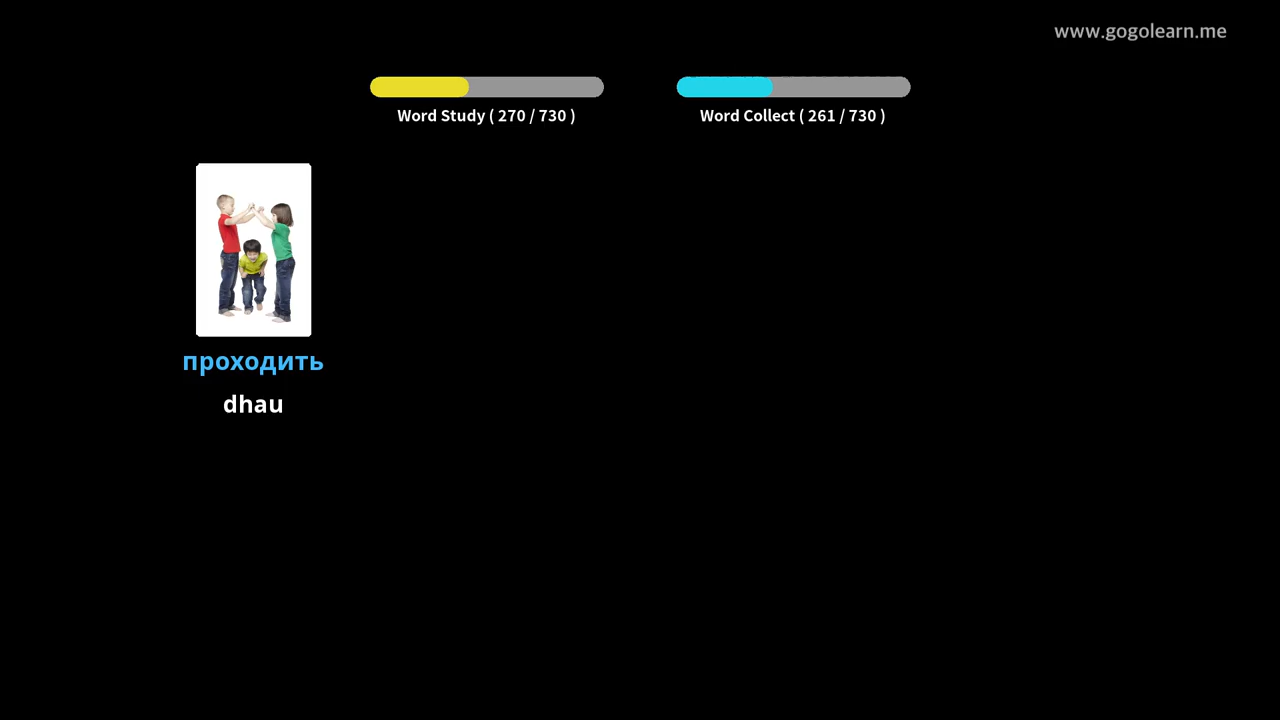 www.gogolearn.me
Word Study ( 270 / 730 )
Word Collect ( 261 / 730 )
проходить
dhau